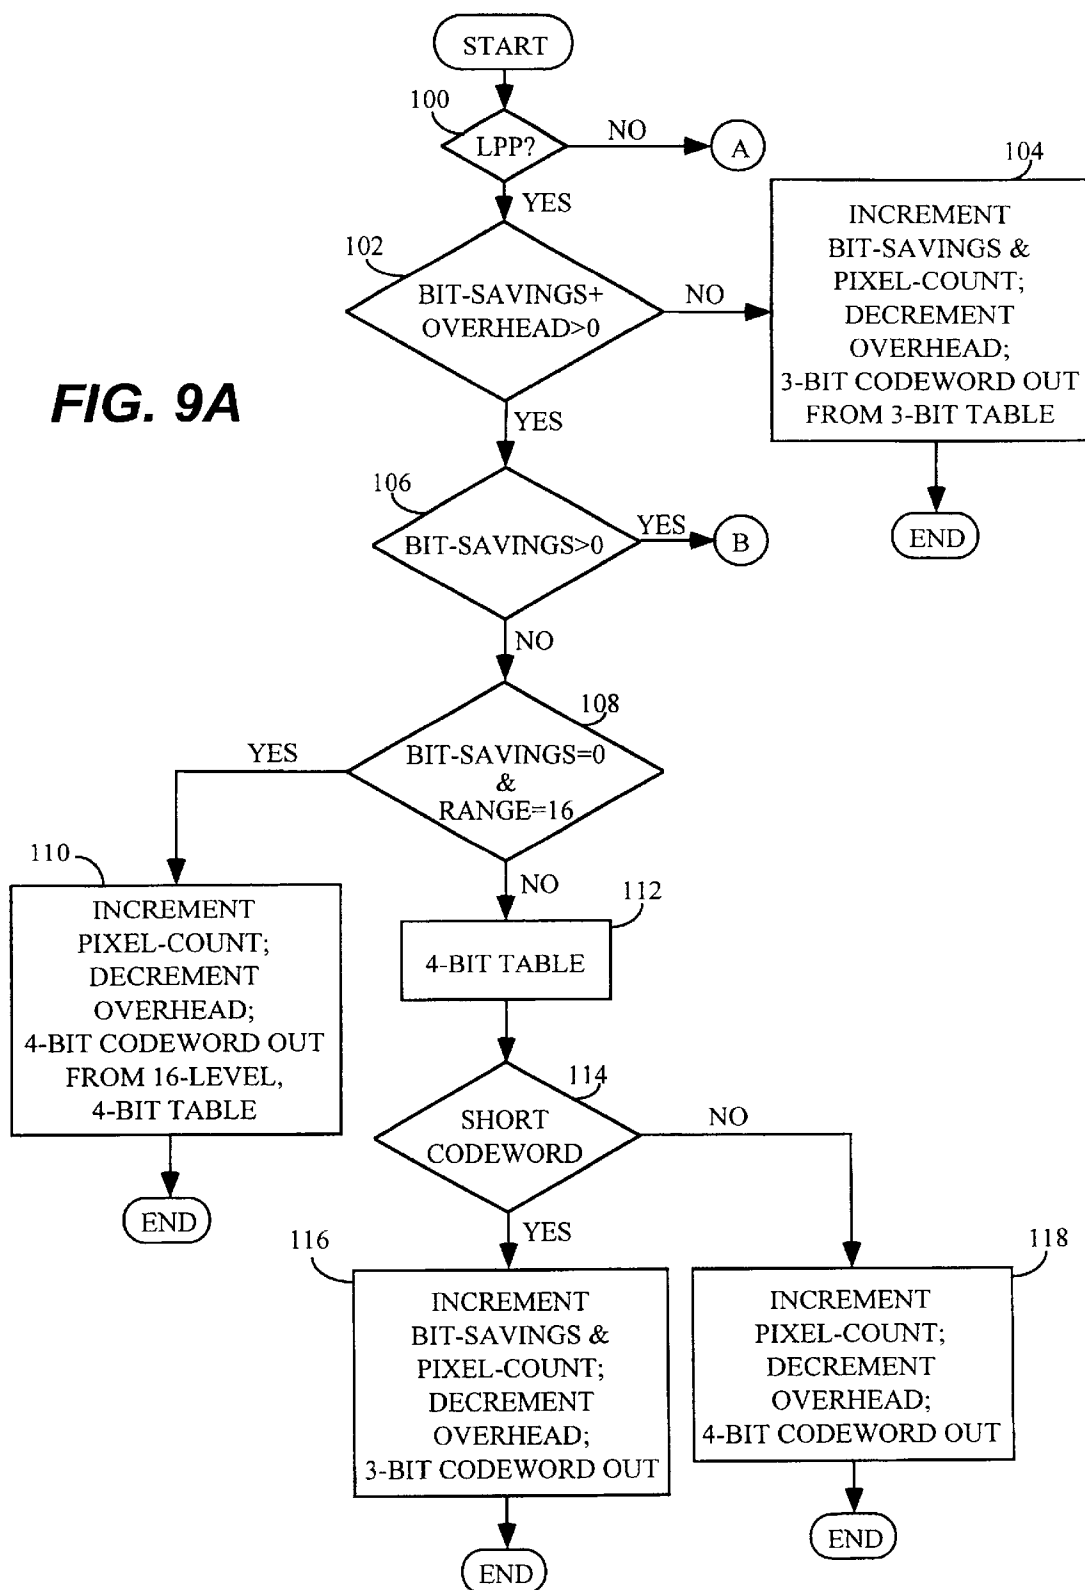 START
100
LPP?
NO
A
YES
104
INCREMENT
BIT-SAVINGS &
PIXEL-COUNT;
DECREMENT
OVERHEAD;
3-BIT CODEWORD OUT
FROM 3-BIT TABLE
END
102
BIT-SAVINGS+
OVERHEAD>0
NO
YES
FIG. 9A
106
BIT-SAVINGS>0
YES
B
NO
108
BIT-SAVINGS=0
&
RANGE=16
YES
NO
110
INCREMENT
PIXEL-COUNT;
DECREMENT
OVERHEAD;
4-BIT CODEWORD OUT
FROM 16-LEVEL,
4-BIT TABLE
END
112
4-BIT TABLE
114
SHORT
CODEWORD
NO
YES
116
INCREMENT
BIT-SAVINGS &
PIXEL-COUNT;
DECREMENT
OVERHEAD;
3-BIT CODEWORD OUT
END
118
INCREMENT
PIXEL-COUNT;
DECREMENT
OVERHEAD;
4-BIT CODEWORD OUT
END